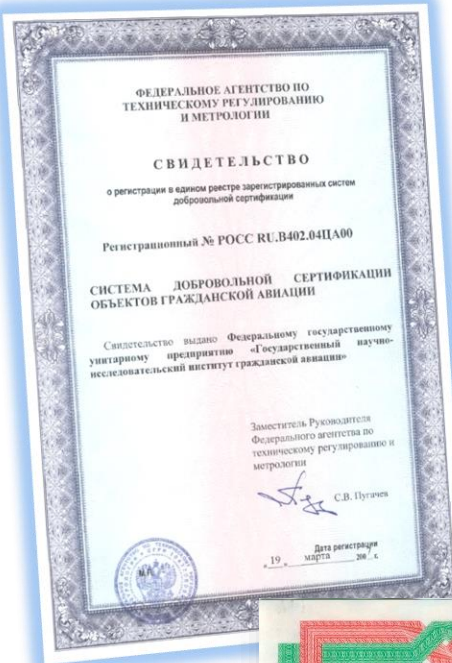 ФЕДЕРАЛЬНОЕ АГЕНТСТВО ПО
ТЕХНИЧЕСКОМУ РЕГУЛИРОВАНИЮ
И МЕТРОЛОГИИ
СВИДЕТЕЛЬСТВО
о регистрации в едином реестре зарегистрированных систем
добровольной сертификации
Регистрационный № РОСС RU.В402.04ЦА00
СИСТЕМА ДОБРОВОЛЬНОЙ СЕРТИФИКАЦИИ
ОБЪЕКТОВ ГРАЖДАНСКОЙ АВИАЦИИ
Свидетельство выдано Федеральному государственному
унитарному предприятию «Государственный научно-
исследовательский институт гражданской авиации»
Заместитель Руководителя
Федерального агентства по
техническому регулированию и
метрологии
С.В. Пугачев
Дата регистрации
„ 19 „ марта 200 г.
М.П.